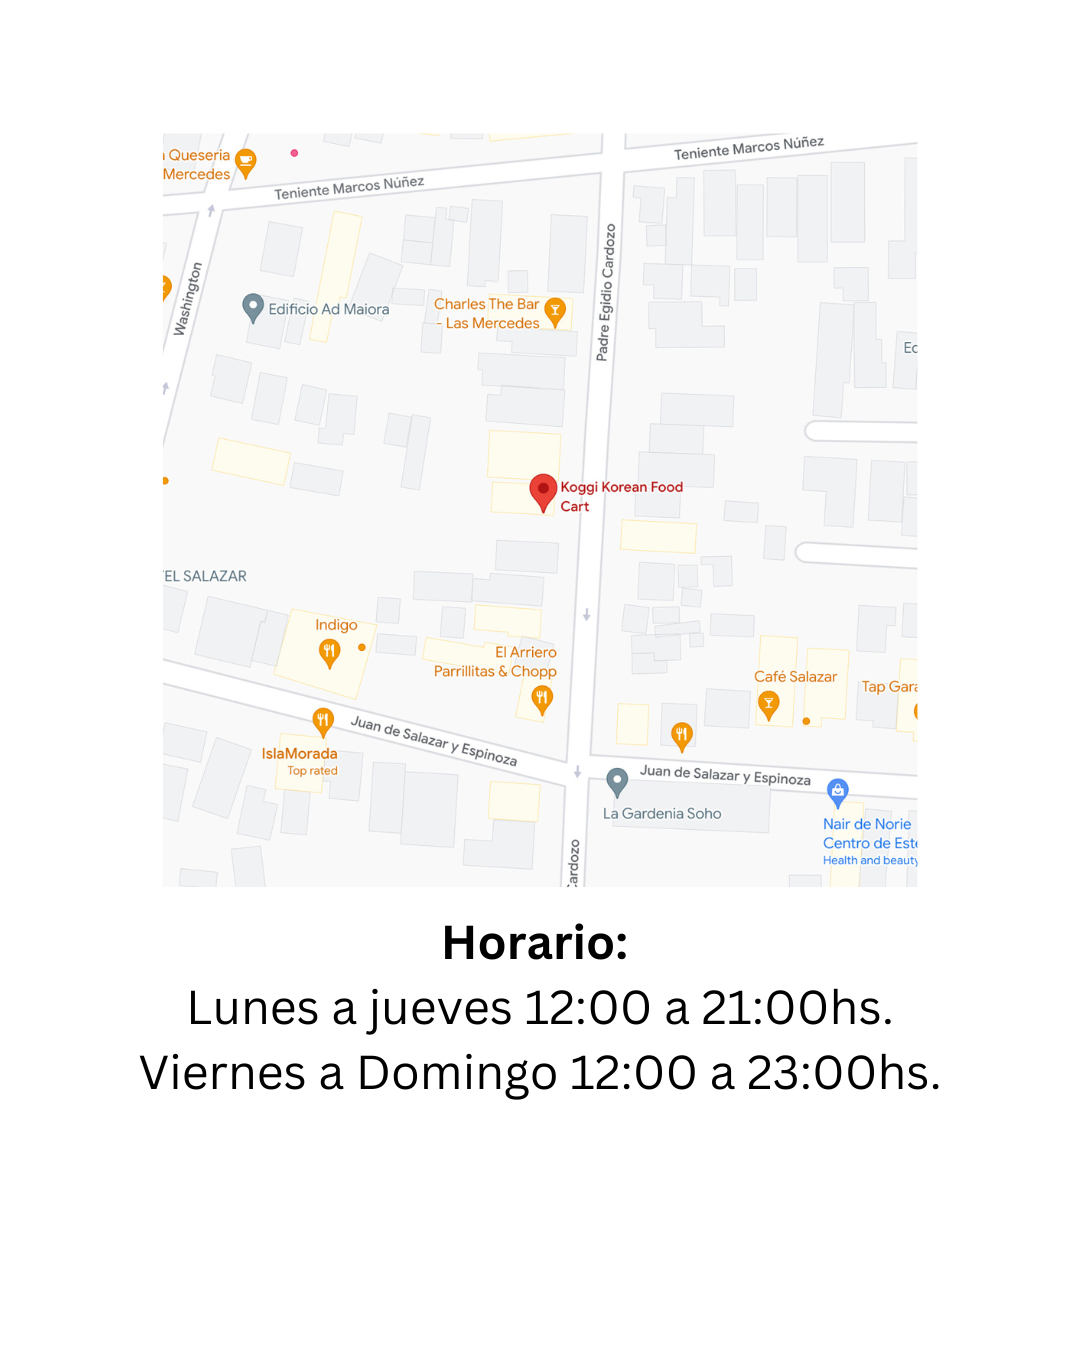 a Queseria
Mercedes
Teniente Marcos Núñez
Teniente Marcos Núñez
Washington
Padre Egidio Cardozo
Edificio Ad Maiora
Charles The Bar
- Las Mercedes
Koggi Korean Food
Cart
EL SALAZAR
Indigo
El Arriero
Parrillitas & Chopp
Café Salazar
Tap Gara
Juan de Salazar y Espinoza
IslaMorada
Top rated
Juan de Salazar y Espinoza
La Gardenia Soho
Nair de Norie
Centro de Este
Health and beauty
Cardozo
Horario:
Lunes a jueves 12:00 a 21:00hs.
Viernes a Domingo 12:00 a 23:00hs.